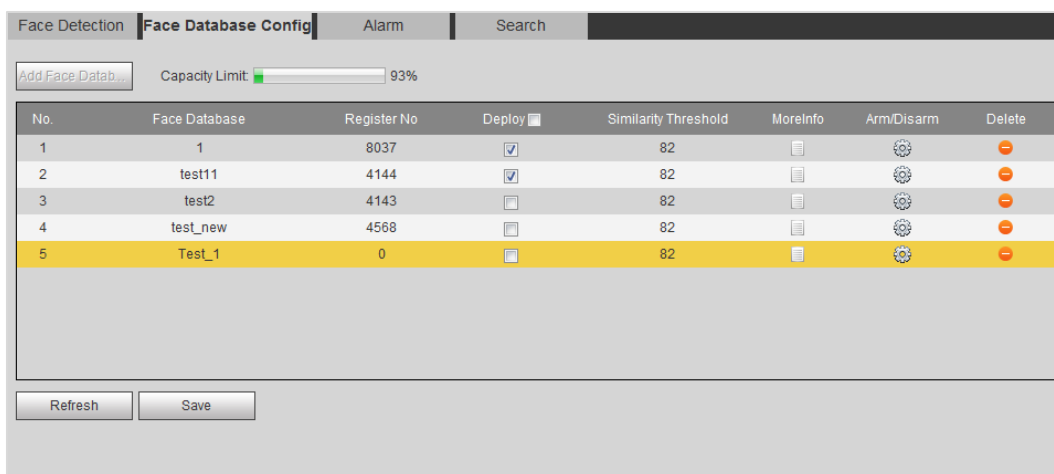 Face Detection Face Database Config Alarm Search
Add Face Datab... Capacity Limit: 93%
No. Face Database Register No Deploy Similarity Threshold MoreInfo Arm/Disarm Delete
1 1 8037 82
2 test11 4144 82
3 test2 4143 82
4 test_new 4568 82
5 Test_1 0 82
Refresh Save